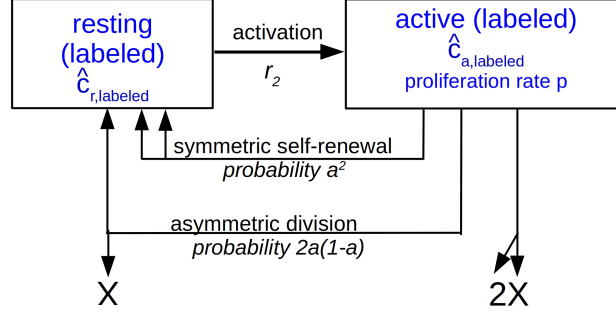 resting
(labeled)
ĉr,labeled
activation
r2
active (labeled)
ĉa,labeled
proliferation rate p
symmetric self-renewal
probability a²
asymmetric division
probability 2a(1-a)
X
2X